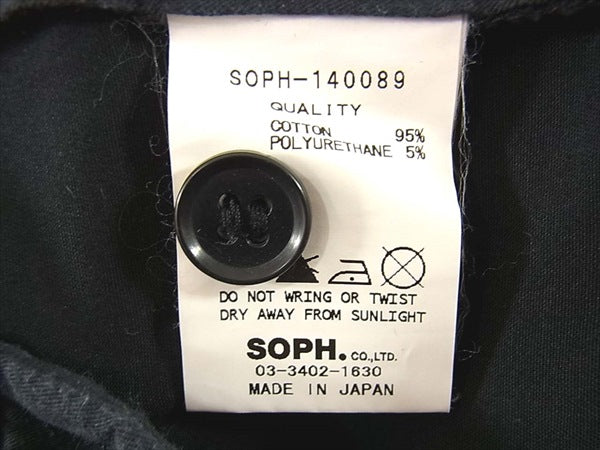 SOPH-140089
QUALITY
COTTON 95%
POLYURETHANE 5%
DO NOT WRING OR TWIST
DRY AWAY FROM SUNLIGHT
SOPH. CO.,LTD.
03-3402-1630
MADE IN JAPAN